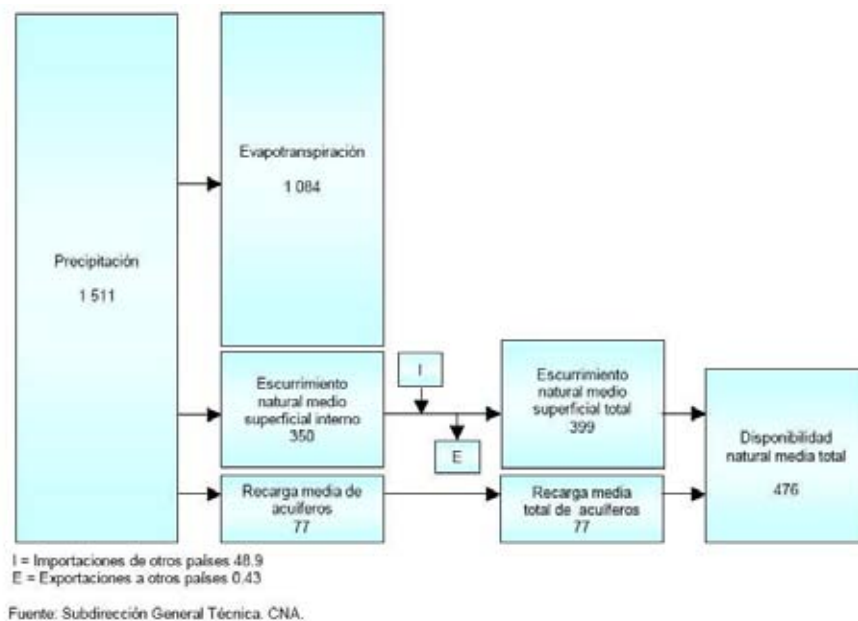 Precipitación
1 511
Evapotranspiración
1 084
Escurrimiento
natural medio
superficial interno
350
Recarga media de
acuíferos
77
I
E
Escurrimiento
natural medio
superficial total
399
Recarga media
total de acuíferos
77
Disponibilidad
natural media total
476
I = Importaciones de otros países 48.9
E = Exportaciones a otros países 0.43
Fuente: Subdirección General Técnica. CNA.